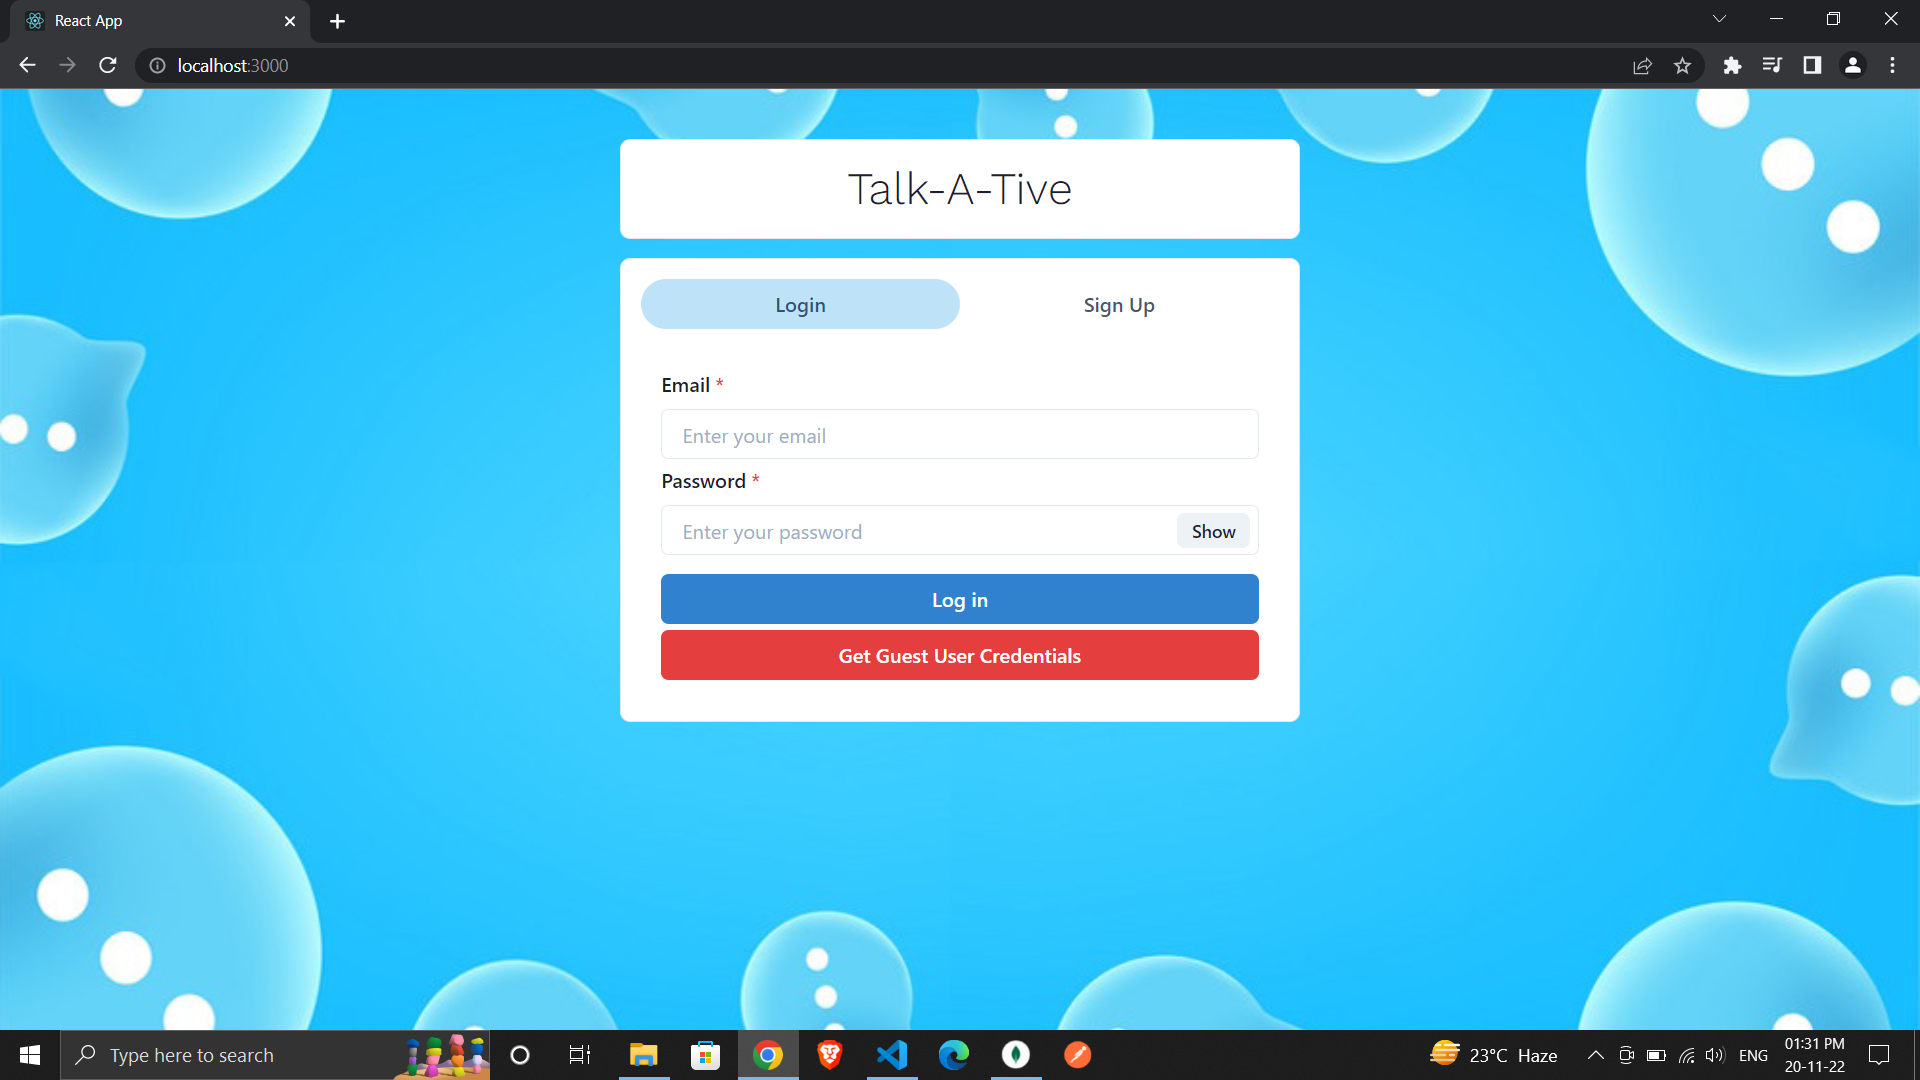 React App
localhost:3000
Talk-A-Tive
Login
Sign Up
Email *
Enter your email
Password *
Enter your password
Show
Log in
Get Guest User Credentials
Type here to search
23°C Haze
ENG
01:31 PM
20-11-22